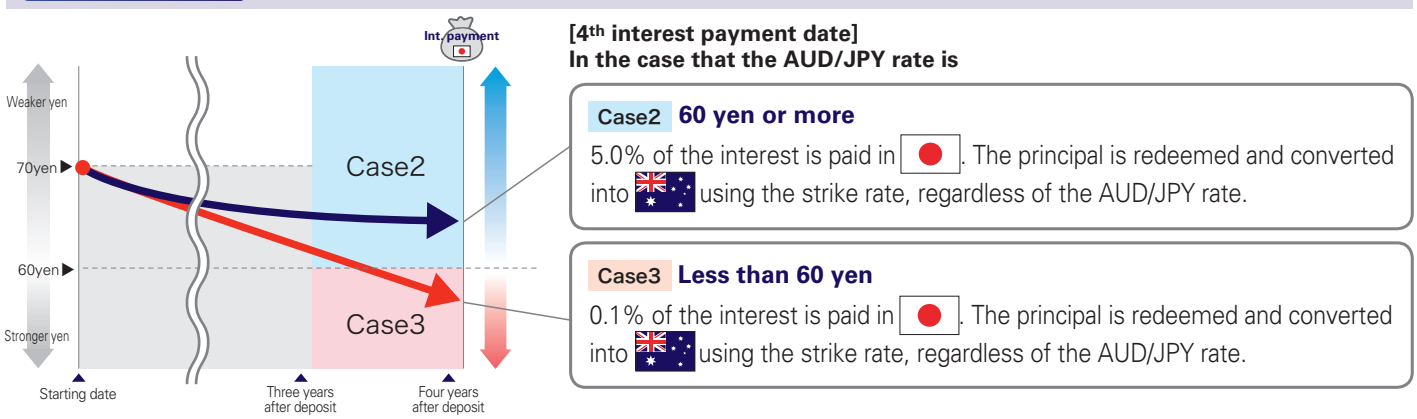 Int. payment
Weaker yen
70yen
60yen
Stronger yen
Case2
Case3
Starting date
Three years
after deposit
Four years
after deposit
[4th interest payment date]
In the case that the AUD/JPY rate is
Case2 60 yen or more
5.0% of the interest is paid in . The principal is redeemed and converted
into using the strike rate, regardless of the AUD/JPY rate.
Case3 Less than 60 yen
0.1% of the interest is paid in . The principal is redeemed and converted
into using the strike rate, regardless of the AUD/JPY rate.